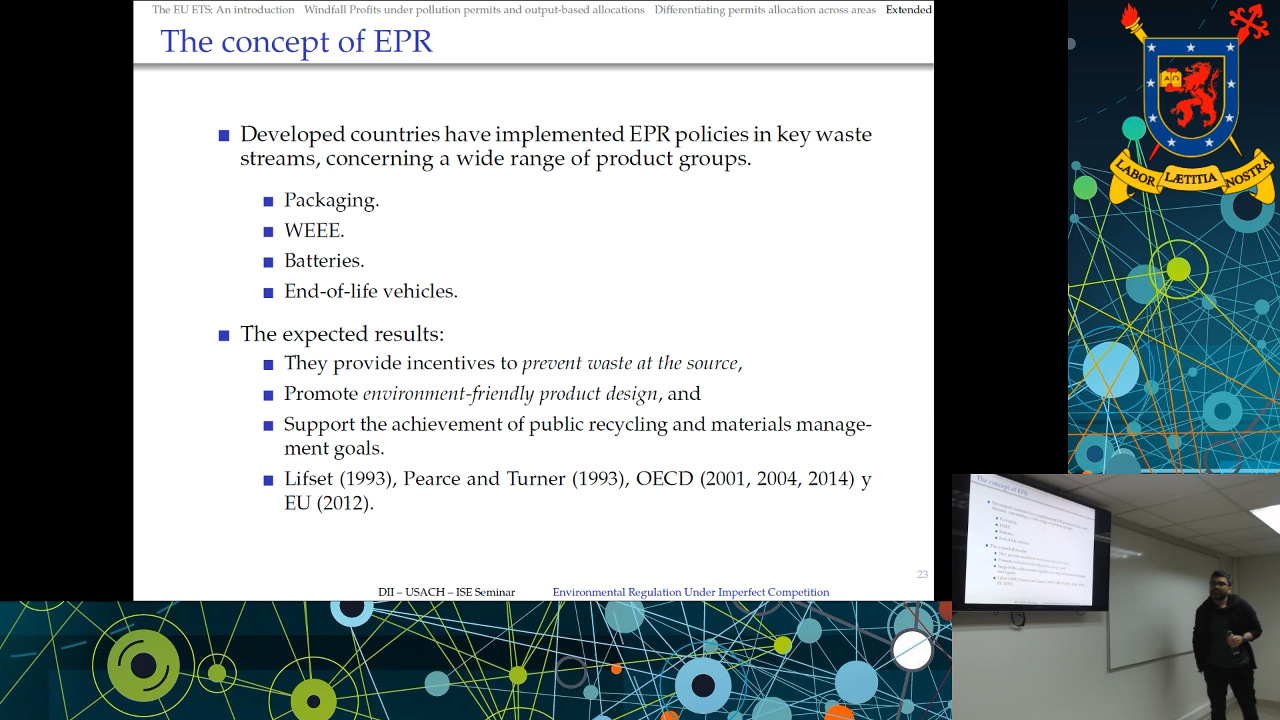 The EU ETS: An introduction Windfall Profits under pollution permits and output-based allocations Differentiating permits allocation across areas Extended
The concept of EPR
Developed countries have implemented EPR policies in key waste
streams, concerning a wide range of product groups.
Packaging.
WEEE.
Batteries.
End-of-life vehicles.
The expected results:
They provide incentives to prevent waste at the source,
Promote environment-friendly product design, and
Support the achievement of public recycling and materials manage-
ment goals.
Lifset (1993), Pearce and Turner (1993), OECD (2001, 2004, 2014) y
EU (2012).
23
DII – USACH – ISE Seminar Environmental Regulation Under Imperfect Competition
LABOR LÆTITIA NOSTRA
The concept of EPR